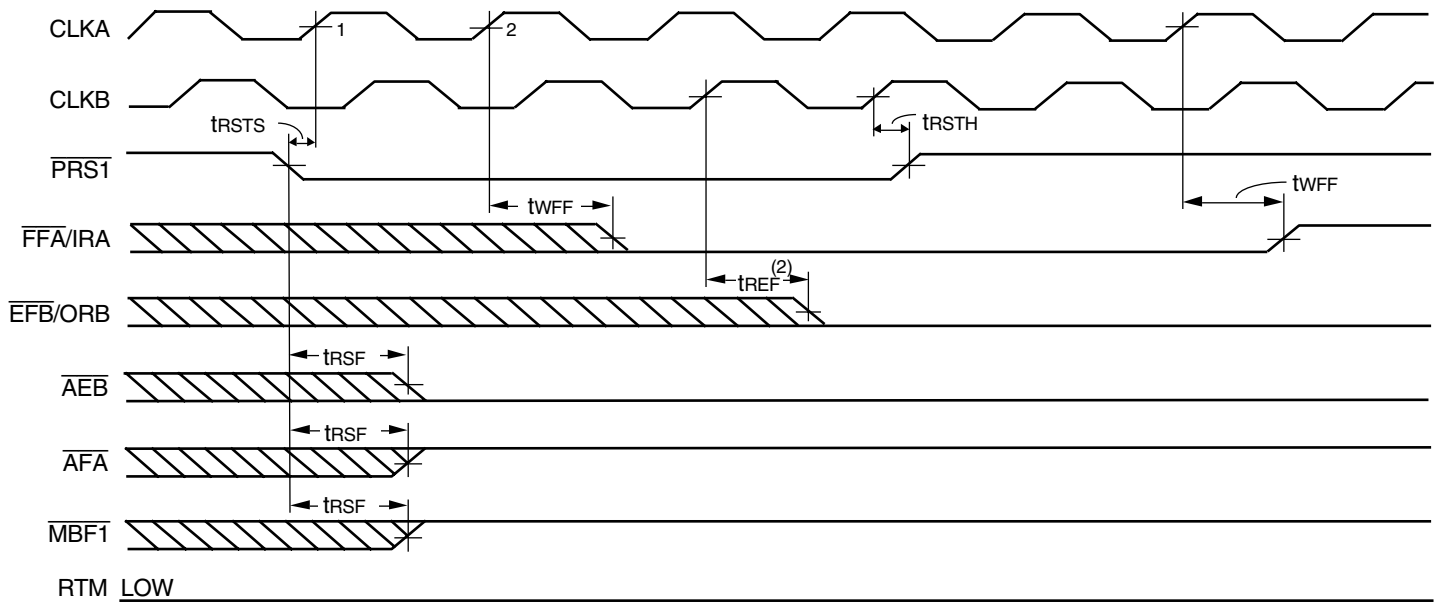 CLKA
1
2
CLKB
tRSTS
tRSTH
PRS1
tWFF
tWFF
FFA/IRA
(2)
tREF
EFB/ORB
tRSF
AEB
tRSF
AFA
tRSF
MBF1
RTM LOW